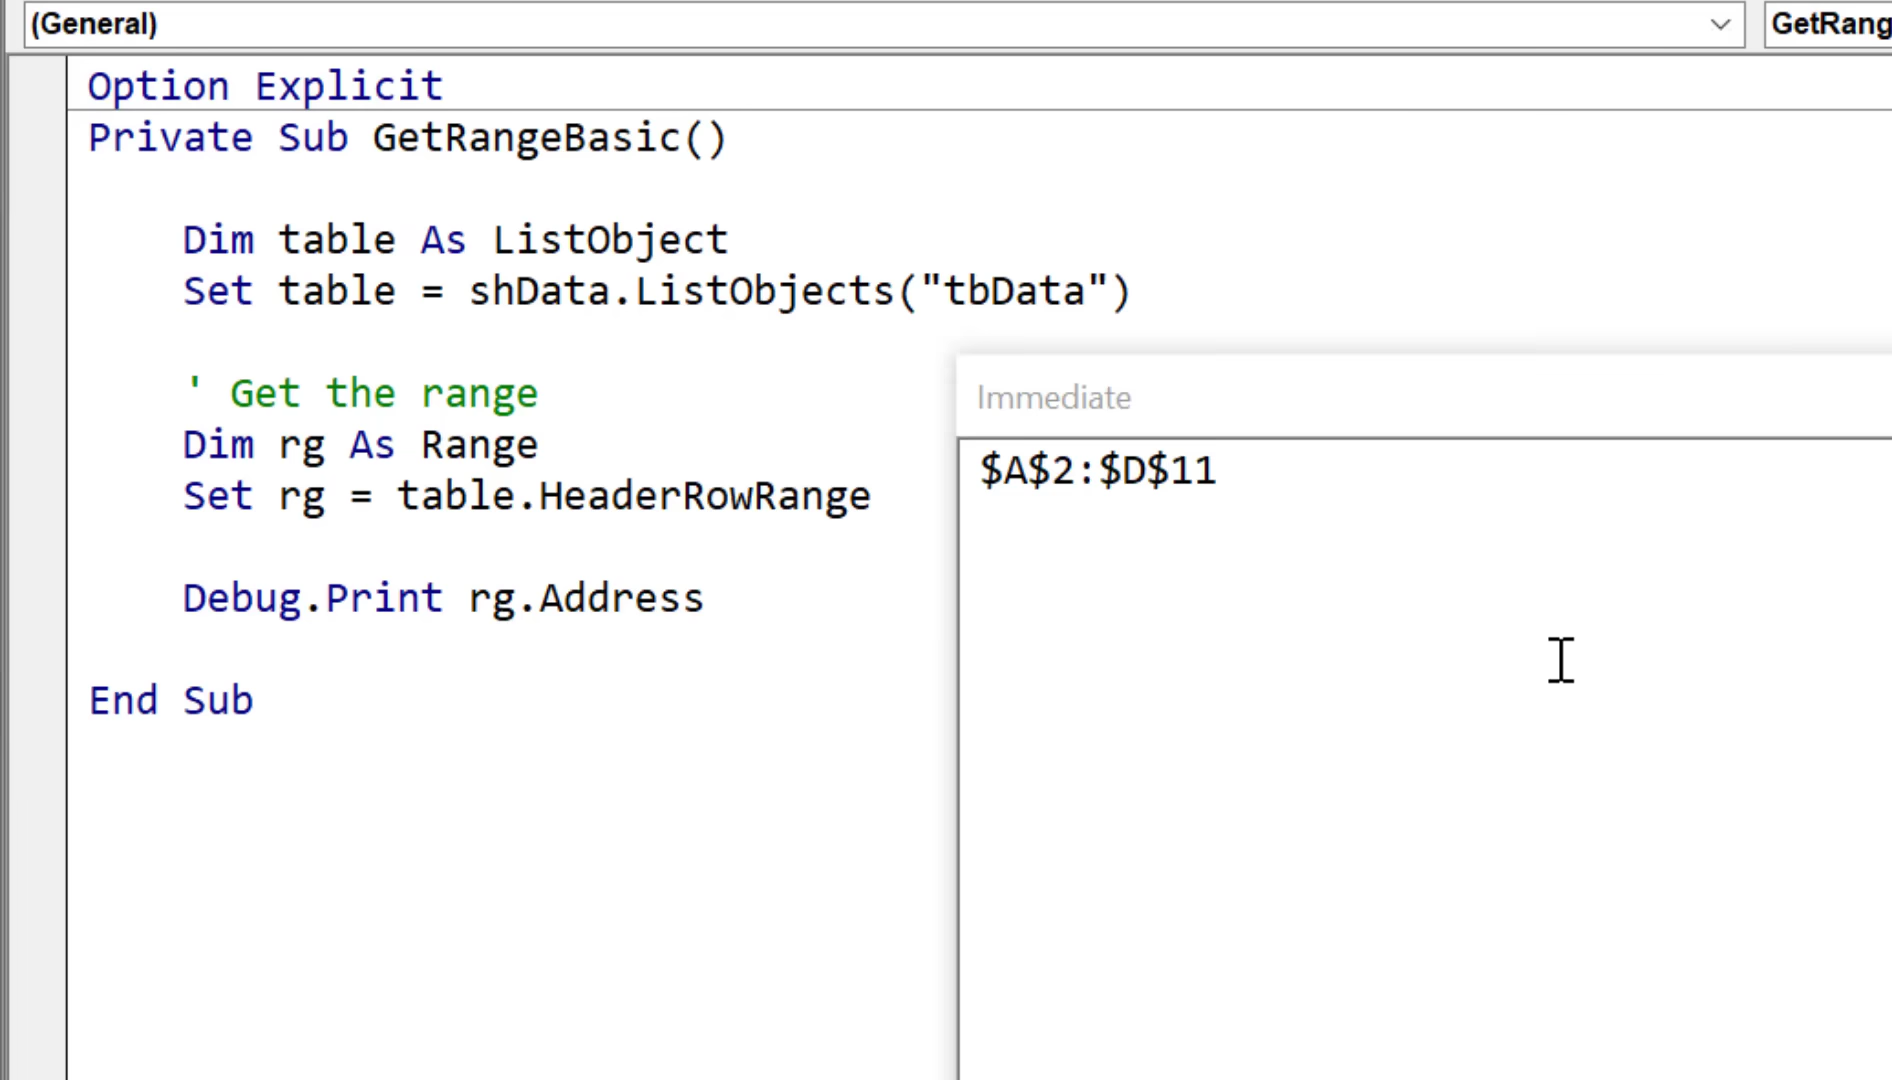 (General)
GetRang
Option Explicit
Private Sub GetRangeBasic()
Dim table As ListObject
Set table = shData.ListObjects("tbData")
' Get the range
Dim rg As Range
Set rg = table.HeaderRowRange
Debug.Print rg.Address
End Sub
Immediate
$A$2:$D$11